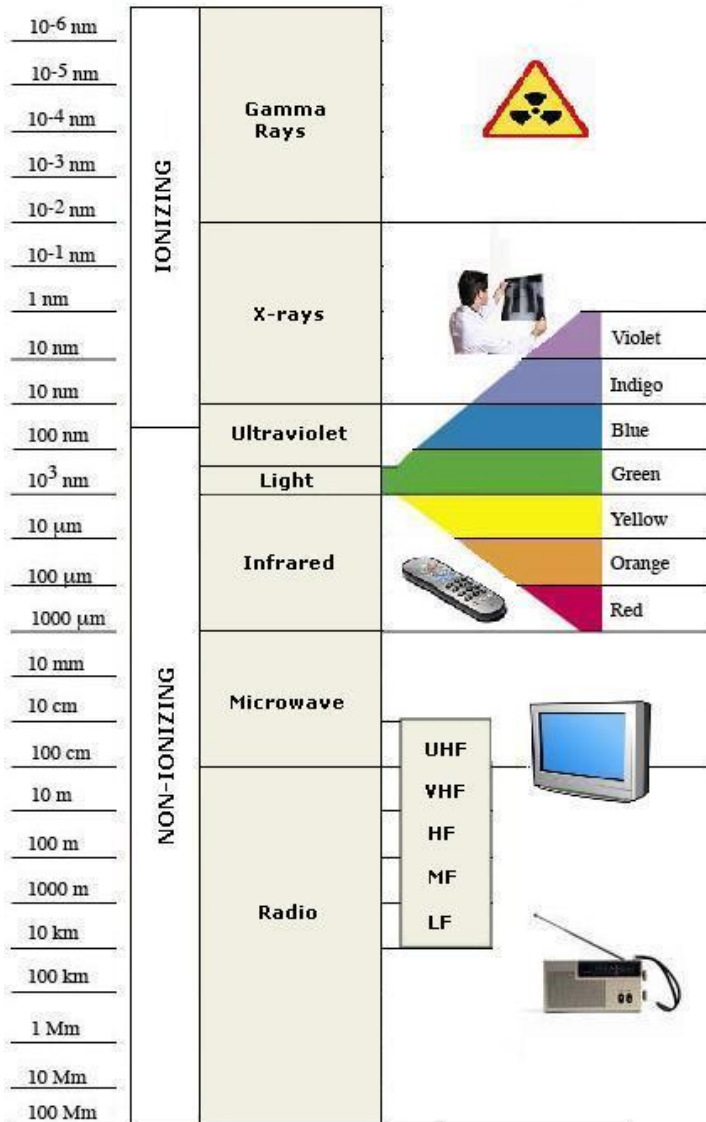 10⁻⁶ nm
10⁻⁵ nm
10⁻⁴ nm
10⁻³ nm
10⁻² nm
10⁻¹ nm
1 nm
10 nm
10 nm
100 nm
10³ nm
10 μm
100 μm
1000 μm
10 mm
10 cm
100 cm
10 m
100 m
1000 m
10 km
100 km
1 Mm
10 Mm
100 Mm
IONIZING
NON-IONIZING
Gamma
Rays
X-rays
Ultraviolet
Light
Infrared
Microwave
Radio
Violet
Indigo
Blue
Green
Yellow
Orange
Red
UHF
VHF
HF
MF
LF